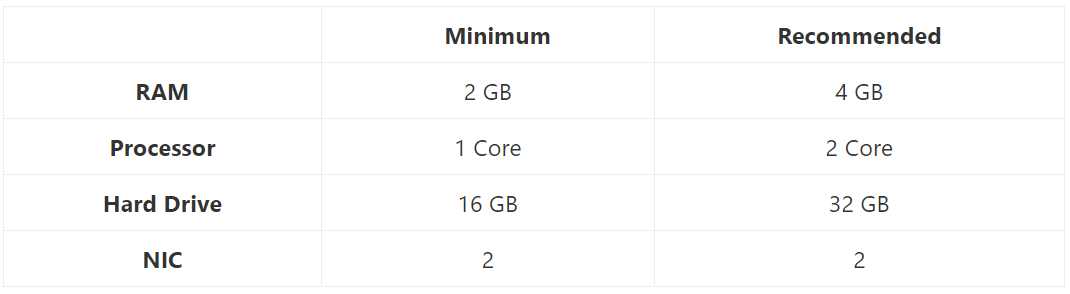 Minimum Recommended
RAM 2 GB 4 GB
Processor 1 Core 2 Core
Hard Drive 16 GB 32 GB
NIC 2 2